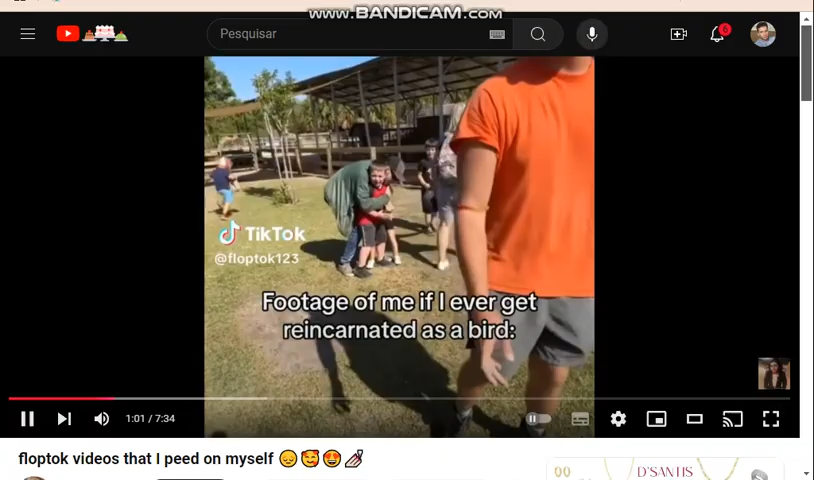 www.BANDICAM.com
Pesquisar
6
TikTok
@floptok123
Footage of me if I ever get
reincarnated as a bird:
1:01 / 7:34
floptok videos that I peed on myself 😞🥰😍💅
D'SANTIS